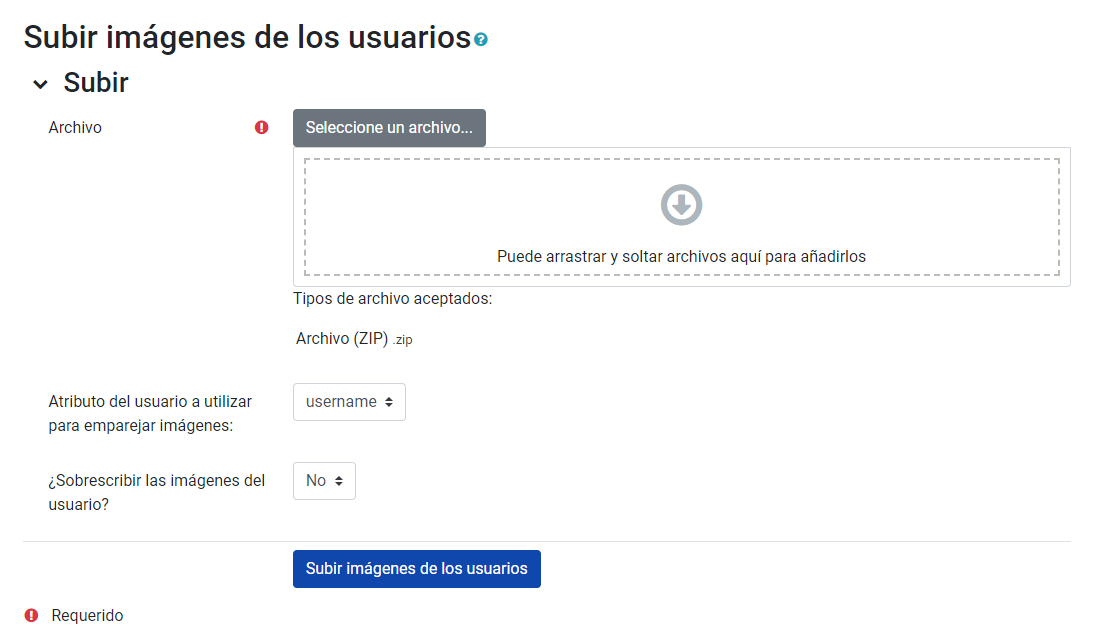 Subir imágenes de los usuarios
Subir
Archivo
Seleccione un archivo...
Puede arrastrar y soltar archivos aquí para añadirlos
Tipos de archivo aceptados:
Archivo (ZIP) .zip
Atributo del usuario a utilizar
para emparejar imágenes:
username
¿Sobrescribir las imágenes del
usuario?
No
Subir imágenes de los usuarios
Requerido